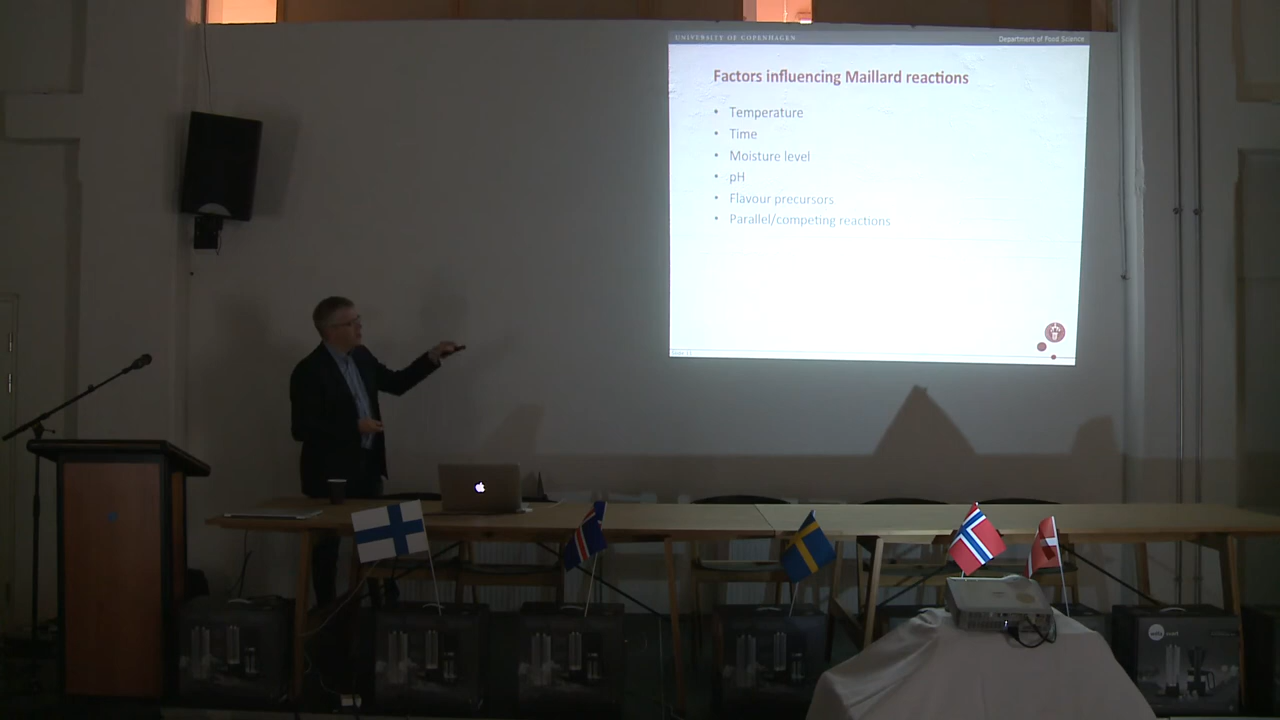 UNIVERSITY OF COPENHAGEN
Department of Food Science
Factors influencing Maillard reactions
• Temperature
• Time
• Moisture level
• pH
• Flavour precursors
• Parallel/competing reactions